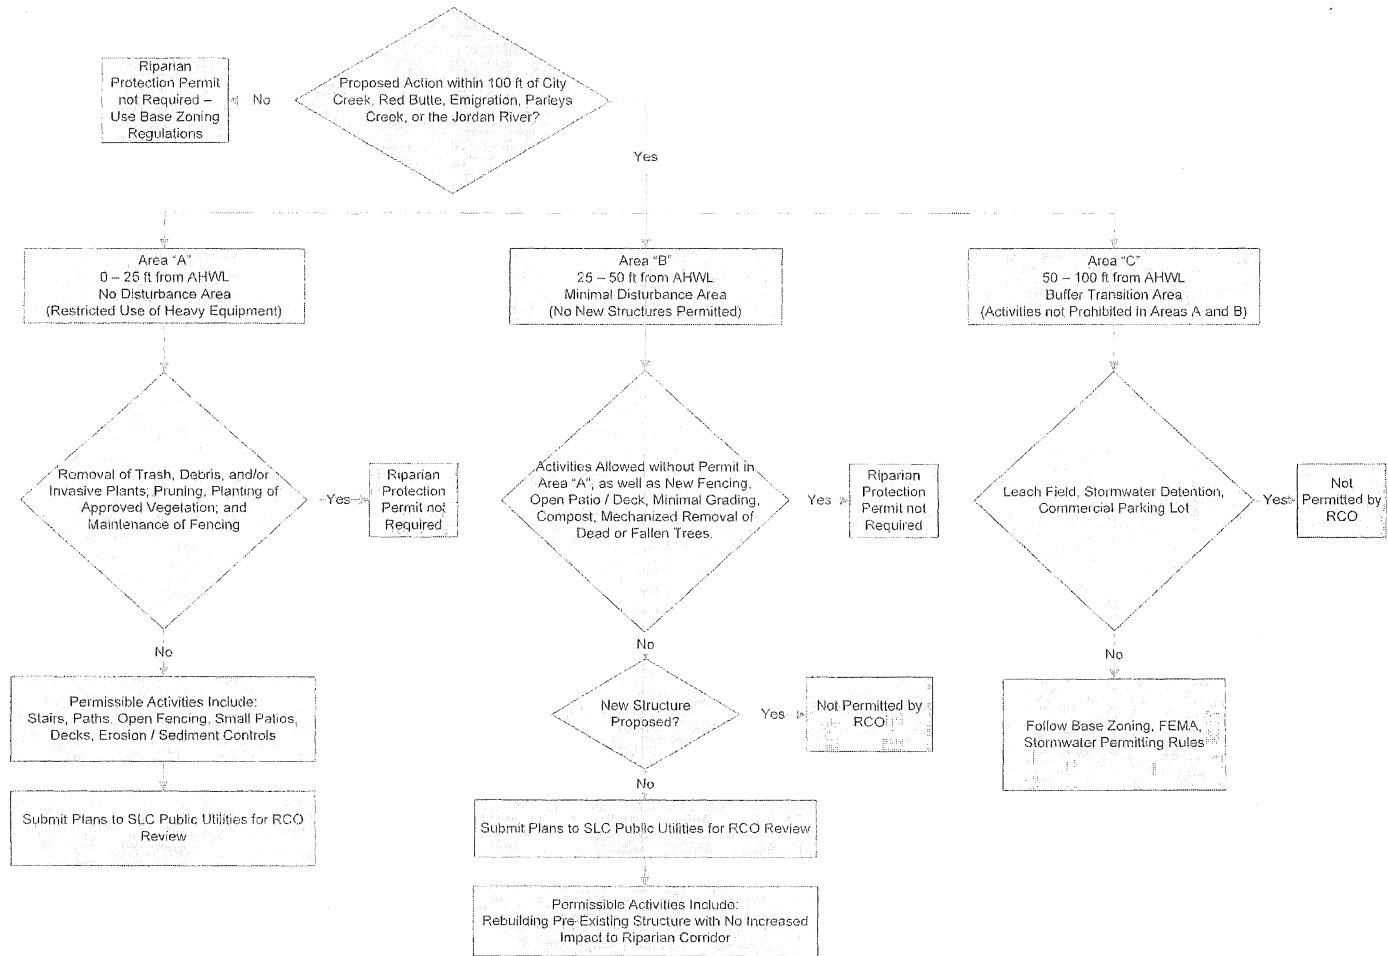 Riparian
Protection Permit
not Required –
Use Base Zoning
Regulations
No
Proposed Action within 100 ft of City
Creek, Red Butte, Emigration, Parleys
Creek, or the Jordan River?
Yes
Area "A"
0 – 25 ft from AHWL
No Disturbance Area
(Restricted Use of Heavy Equipment)
Area "B"
25 – 50 ft from AHWL
Minimal Disturbance Area
(No New Structures Permitted)
Area "C"
50 – 100 ft from AHWL
Buffer Transition Area
(Activities not Prohibited in Areas A and B)
Removal of Trash, Debris, and/or
Invasive Plants; Pruning, Planting of
Approved Vegetation; and
Maintenance of Fencing
Yes
Riparian
Protection
Permit not
Required
Activities Allowed without Permit in
Area "A"; as well as New Fencing,
Open Patio / Deck, Minimal Grading,
Compost, Mechanized Removal of
Dead or Fallen Trees.
Yes
Riparian
Protection
Permit not
Required
Leach Field, Stormwater Detention,
Commercial Parking Lot
Yes
Not
Permitted by
RCO
No
Permissible Activities Include:
Stairs, Paths, Open Fencing, Small Patios,
Decks, Erosion / Sediment Controls
Submit Plans to SLC Public Utilities for RCO
Review
No
New Structure
Proposed?
Yes
Not Permitted by
RCO
No
Submit Plans to SLC Public Utilities for RCO Review
Permissible Activities Include:
Rebuilding Pre-Existing Structure with No Increased
Impact to Riparian Corridor
No
Follow Base Zoning, FEMA,
Stormwater Permitting Rules